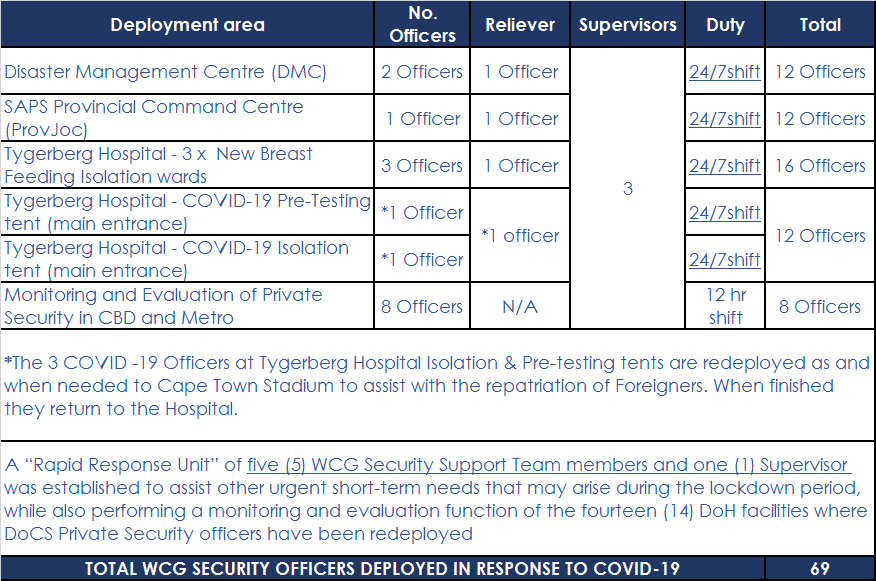 Deployment area No. Officers Reliever Supervisors Duty Total
Disaster Management Centre (DMC) 2 Officers 1 Officer 24/7shift 12 Officers
SAPS Provincial Command Centre
(ProvJoc) 1 Officer 1 Officer 24/7shift 12 Officers
Tygerberg Hospital - 3 x New Breast
Feeding Isolation wards 3 Officers 1 Officer 24/7shift 16 Officers
3
Tygerberg Hospital - COVID-19 Pre-Testing
tent (main entrance) *1 Officer 24/7shift
*1 officer 12 Officers
Tygerberg Hospital - COVID-19 Isolation
tent (main entrance) *1 Officer 24/7shift
Monitoring and Evaluation of Private
Security in CBD and Metro 8 Officers N/A 12 hr shift 8 Officers
*The 3 COVID -19 Officers at Tygerberg Hospital Isolation & Pre-testing tents are redeployed as and
when needed to Cape Town Stadium to assist with the repatriation of Foreigners. When finished
they return to the Hospital.
A “Rapid Response Unit” of five (5) WCG Security Support Team members and one (1) Supervisor
was established to assist other urgent short-term needs that may arise during the lockdown period,
while also performing a monitoring and evaluation function of the fourteen (14) DoH facilities where
DoCS Private Security officers have been redeployed
TOTAL WCG SECURITY OFFICERS DEPLOYED IN RESPONSE TO COVID-19 69